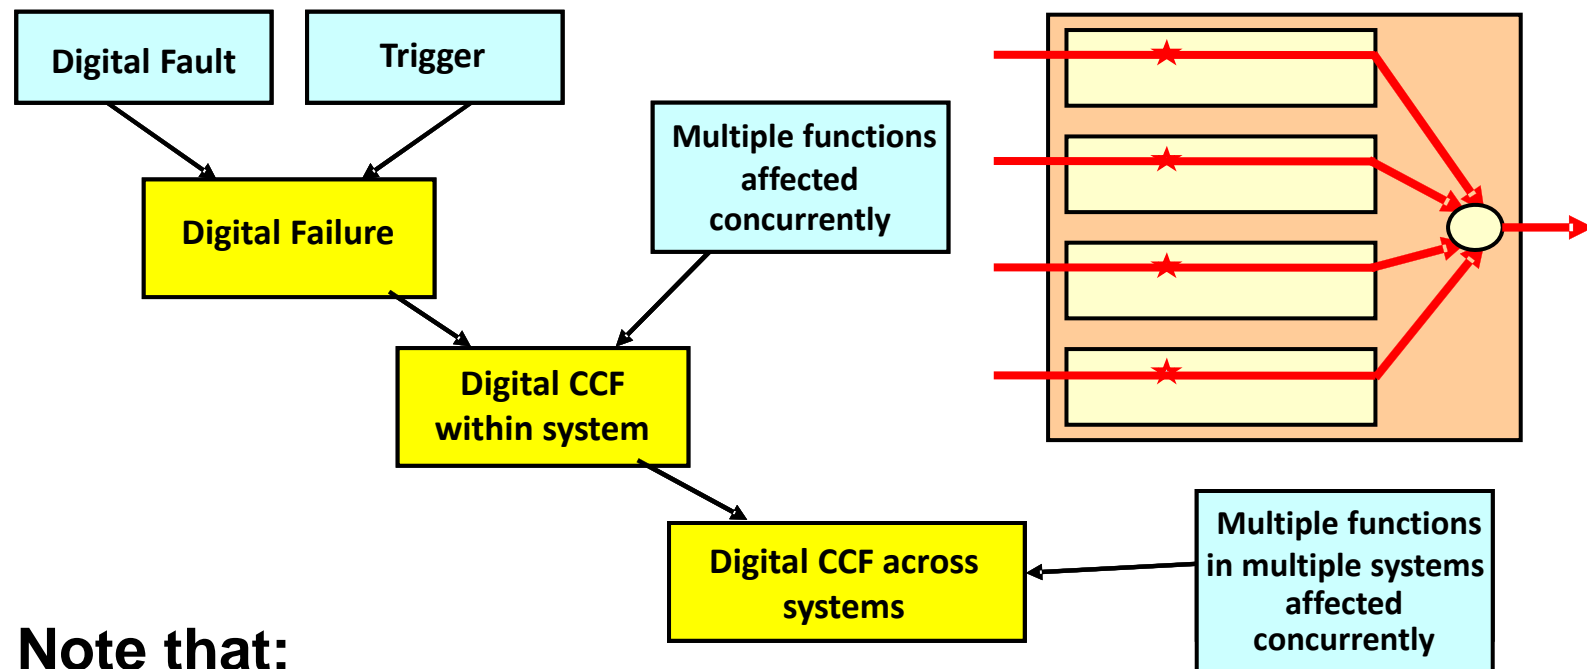 Digital Fault
Trigger
Multiple functions
affected
concurrently
Digital Failure
Digital CCF
within system
Digital CCF across
systems
Multiple functions
in multiple systems
affected
concurrently
Note that: